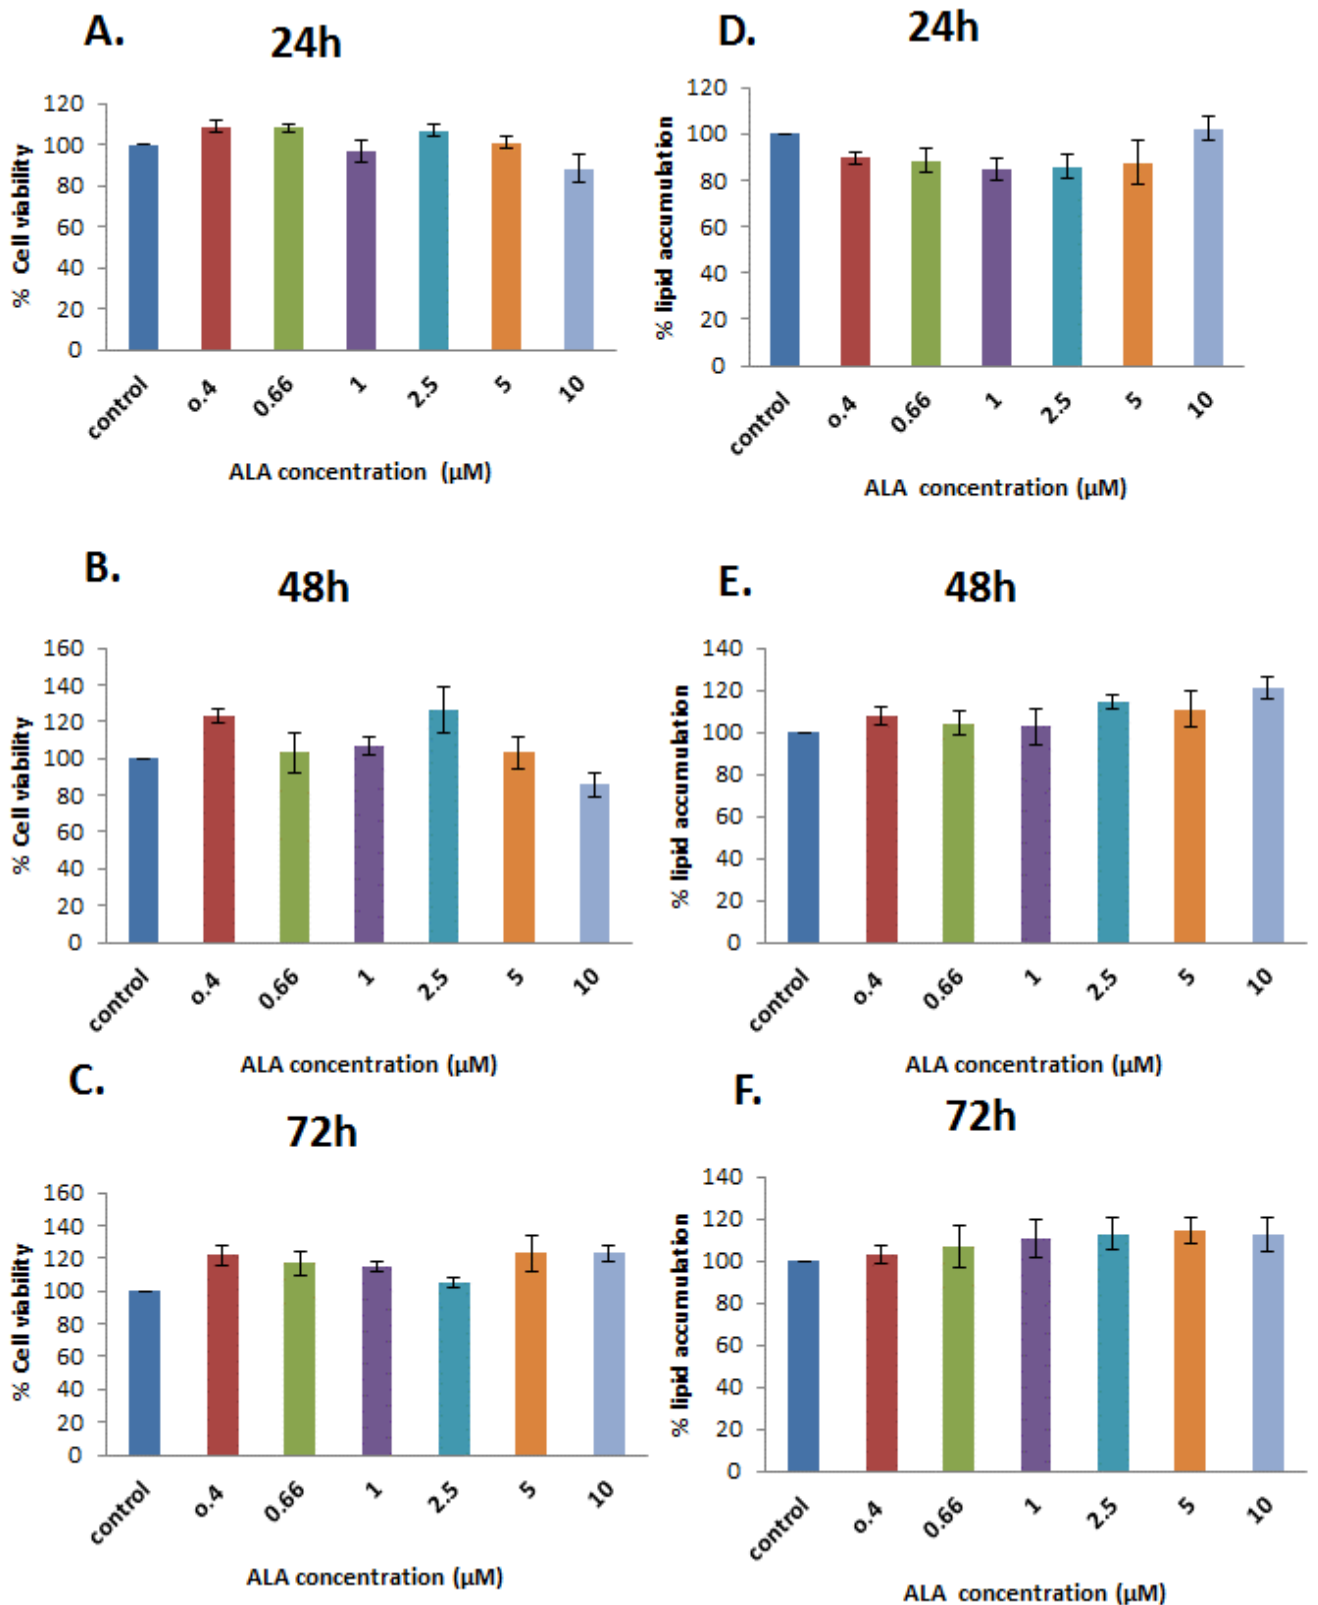 A.
24h
% Cell viability
120
100
80
60
40
20
0
control
o.4
0.66
1
2.5
5
10
ALA concentration (µM)
D.
24h
% lipid accumulation
120
100
80
60
40
20
0
control
o.4
0.66
1
2.5
5
10
ALA concentration (µM)
B.
48h
% Cell viability
160
140
120
100
80
60
40
20
0
control
o.4
0.66
1
2.5
5
10
ALA concentration (µM)
E.
48h
% lipid accumulation
140
120
100
80
60
40
20
0
control
o.4
0.66
1
2.5
5
10
ALA concentration (µM)
C.
72h
% Cell viability
160
140
120
100
80
60
40
20
0
control
o.4
0.66
1
2.5
5
10
ALA concentration (µM)
F.
72h
% lipid accumulation
140
120
100
80
60
40
20
0
control
o.4
0.66
1
2.5
5
10
ALA concentration (µM)